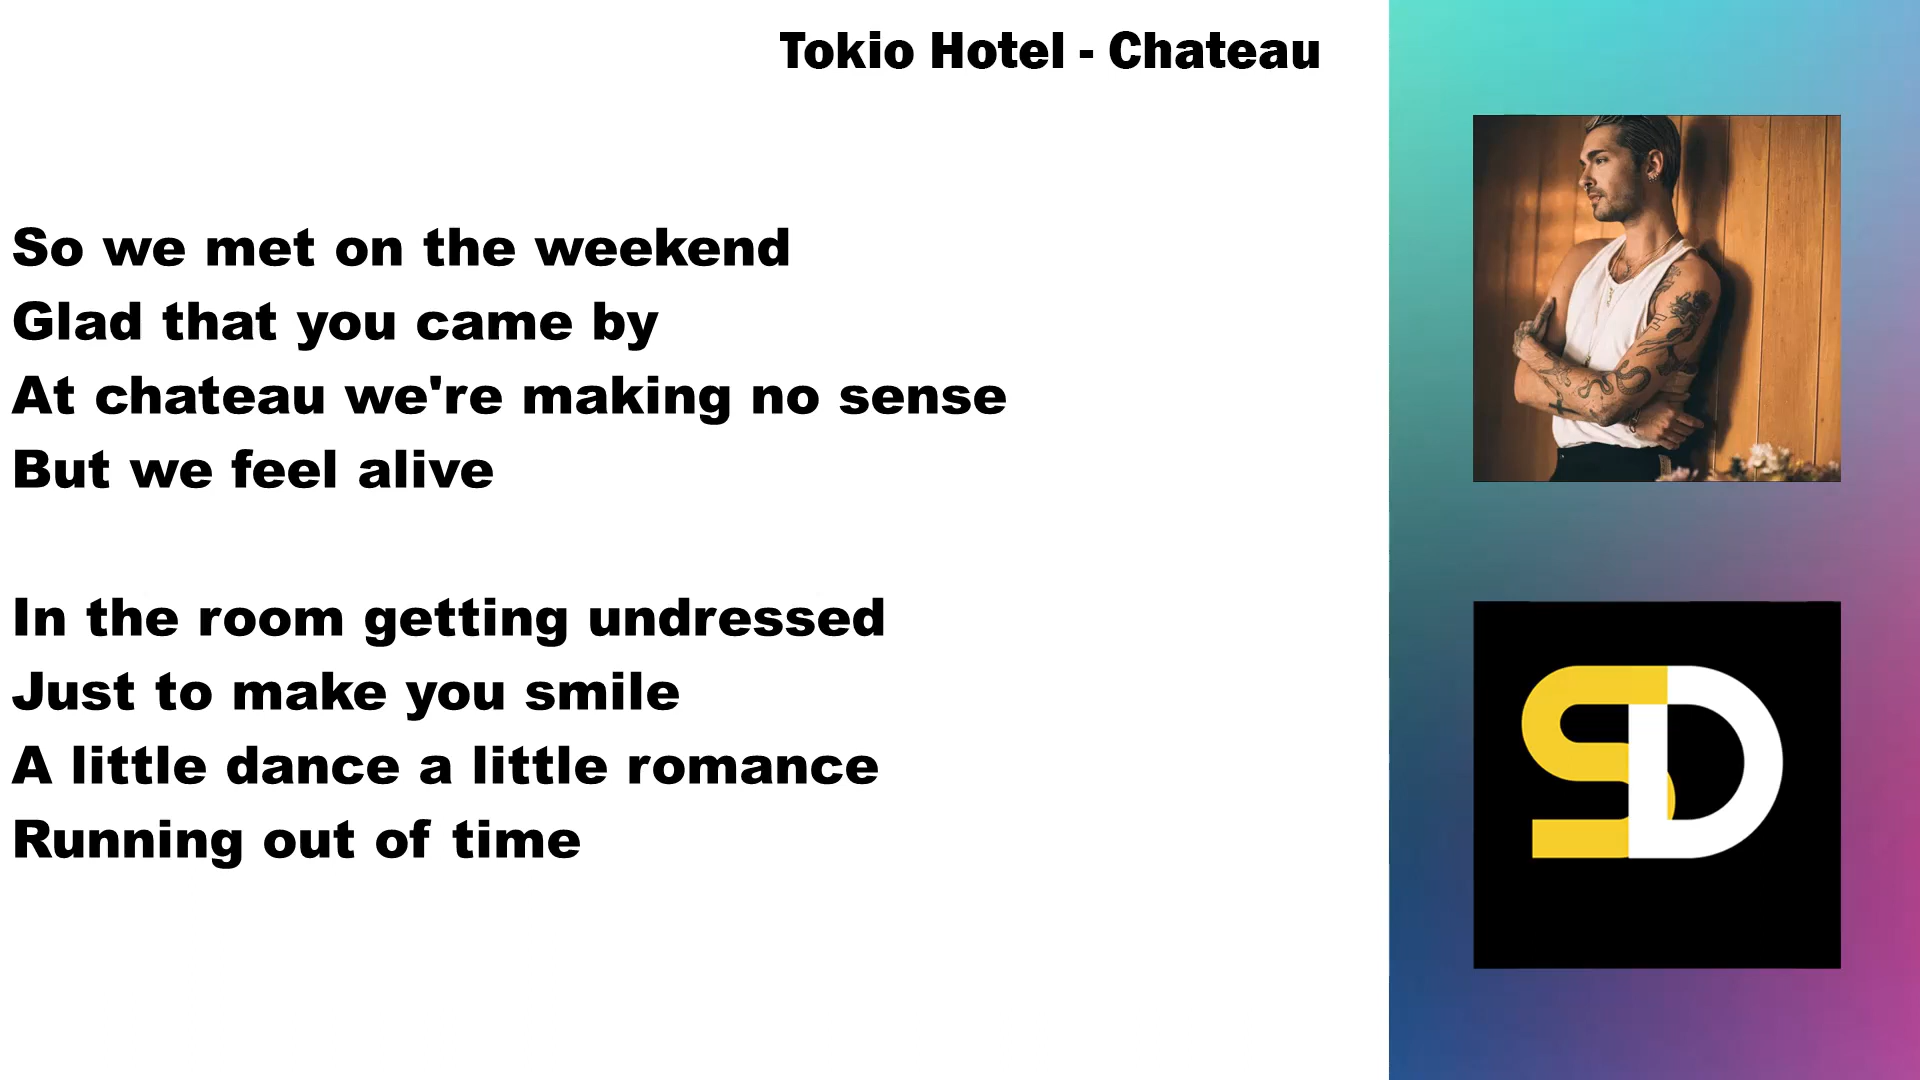 Tokio Hotel - Chateau
So we met on the weekend
Glad that you came by
At chateau we're making no sense
But we feel alive
In the room getting undressed
Just to make you smile
A little dance a little romance
Running out of time
SD